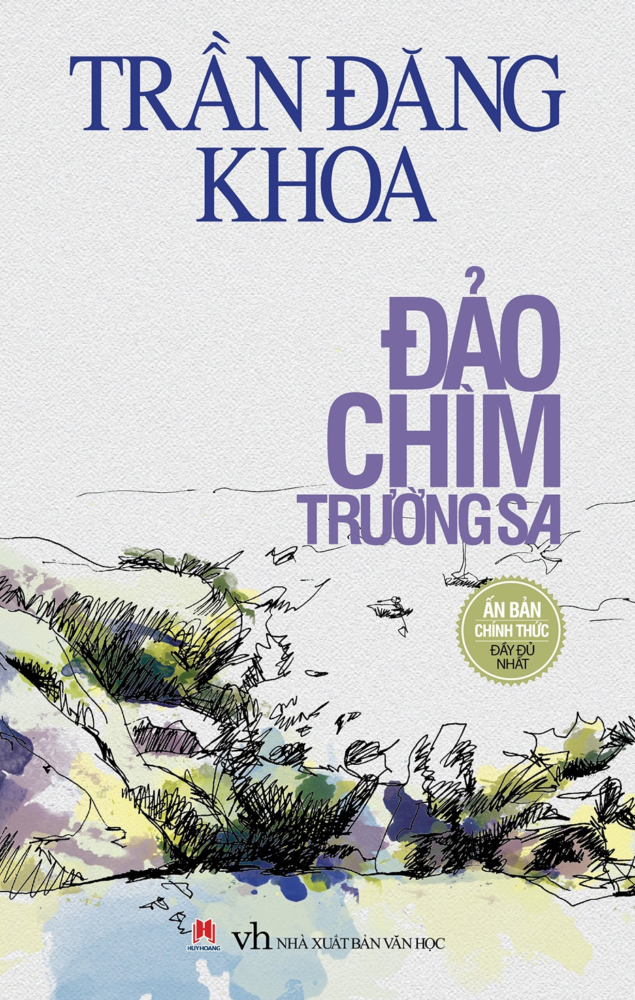 TRẦN ĐĂNG
KHOA
ĐẢO
CHÌM
TRƯỜNG SA
ẤN BẢN
CHÍNH THỨC
ĐẦY ĐỦ
NHẤT
HUY HOANG
vh NHÀ XUẤT BẢN VĂN HỌC